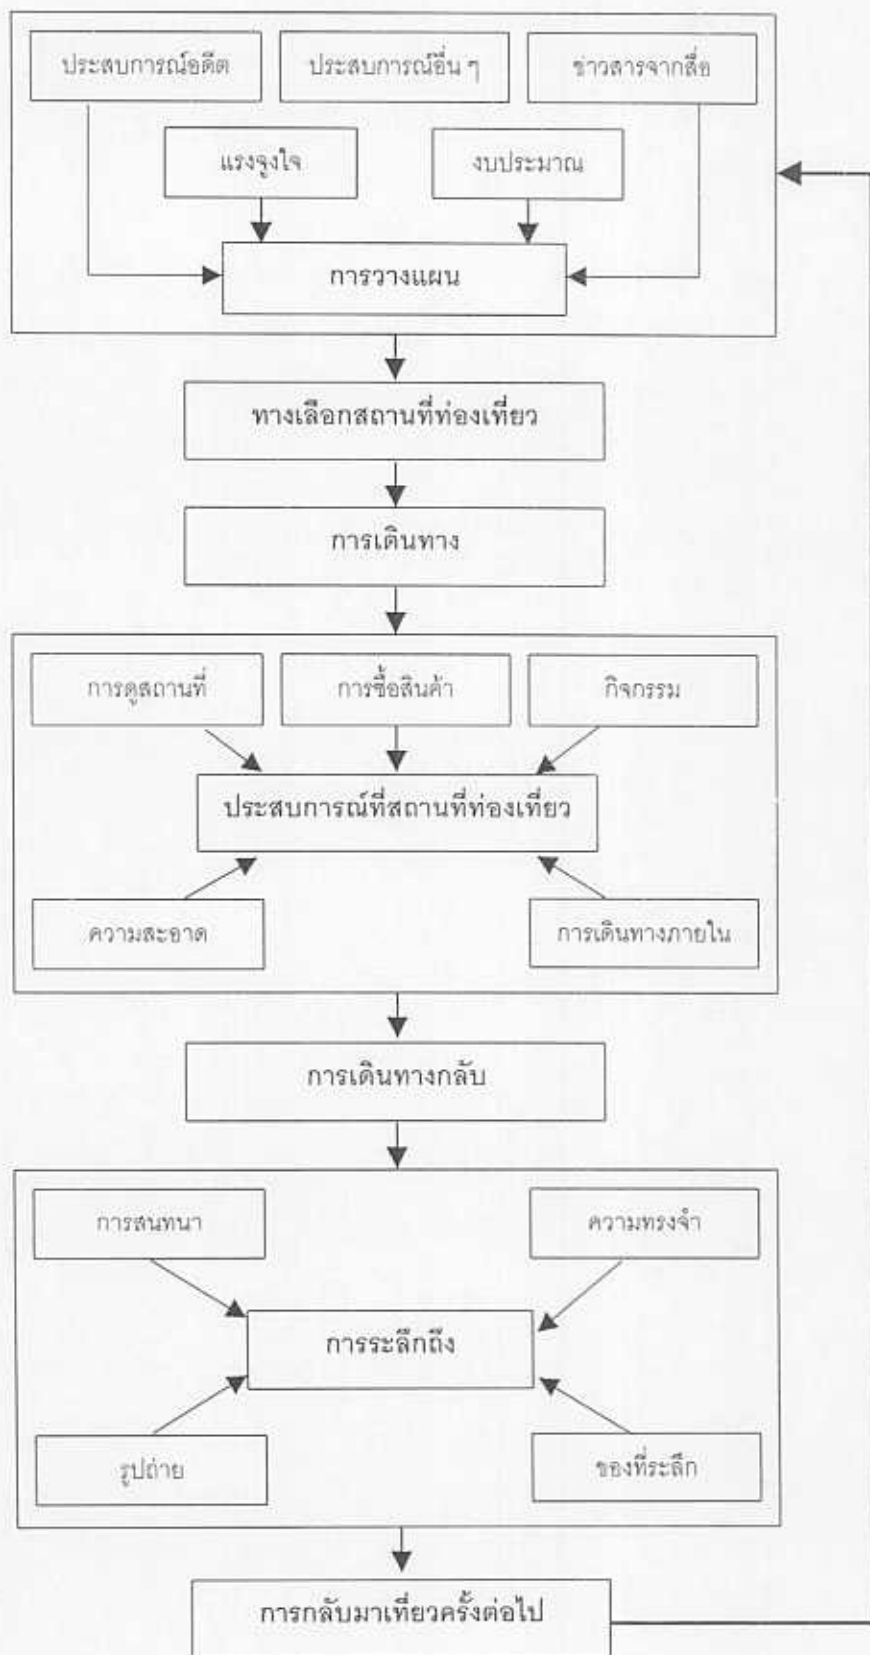 ประสบการณ์อดีต
ประสบการณ์อื่น ๆ
ข่าวสารจากสื่อ
แรงจูงใจ
งบประมาณ
การวางแผน
ทางเลือกสถานที่ท่องเที่ยว
การเดินทาง
การดูสถานที่
การซื้อสินค้า
กิจกรรม
ประสบการณ์ที่สถานที่ท่องเที่ยว
ความสะอาด
การเดินทางภายใน
การเดินทางกลับ
การสนทนา
ความทรงจำ
การระลึกถึง
รูปถ่าย
ของที่ระลึก
การกลับมาเที่ยวครั้งต่อไป